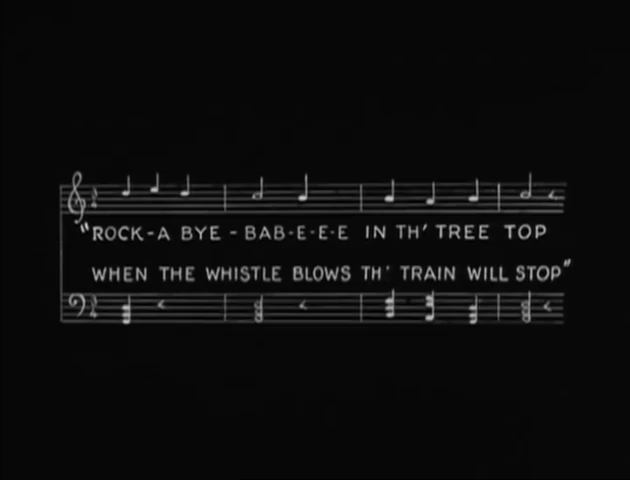 "ROCK-A BYE - BAB-E-E-E IN TH' TREE TOP
WHEN THE WHISTLE BLOWS TH' TRAIN WILL STOP"